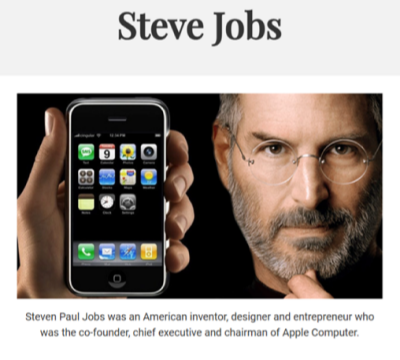 Steve Jobs
9
Steven Paul Jobs was an American inventor, designer and entrepreneur who
was the co-founder, chief executive and chairman of Apple Computer.